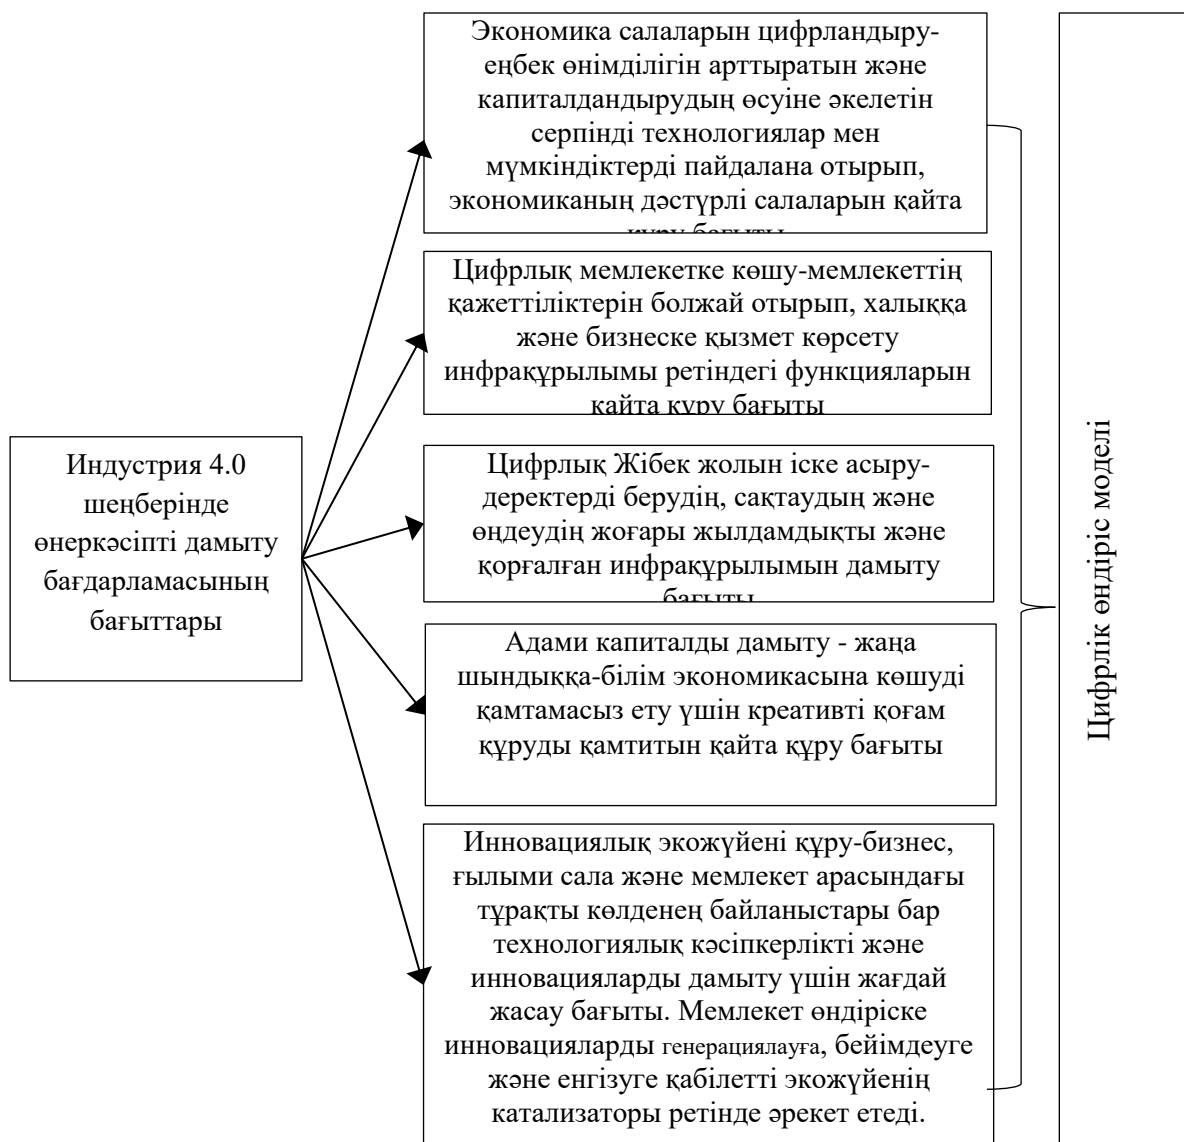 Экономика салаларын цифрландыру-
еңбек өнімділігін арттыратын және
капиталдандырудың өсуіне әкелетін
серпінді технологиялар мен
мүмкіндіктерді пайдалана отырып,
экономиканың дәстүрлі салаларын қайта
құру бағыты
Цифрлық мемлекетке көшу-мемлекеттің
қажеттіліктерін болжай отырып, халыққа
және бизнеске қызмет көрсету
инфрақұрылымы ретіндегі функцияларын
қайта құру бағыты
Индустрия 4.0
шеңберінде
өнеркәсіпті дамыту
бағдарламасының
бағыттары
Цифрлық Жібек жолын іске асыру-
деректерді берудің, сақтаудың және
өңдеудің жоғары жылдамдықты және
қорғалған инфрақұрылымын дамыту
бағыты
Адами капиталды дамыту - жаңа
шындыққа-білім экономикасына көшуді
қамтамасыз ету үшін креативті қоғам
құруды қамтитын қайта құру бағыты
Инновациялық экожүйені құру-бизнес,
ғылыми сала және мемлекет арасындағы
тұрақты көлденең байланыстары бар
технологиялық кәсіпкерлікті және
инновацияларды дамыту үшін жағдай
жасау бағыты. Мемлекет өндіріске
инновацияларды генерациялауға, бейімдеуге
және енгізуге қабілетті экожүйенің
катализаторы ретінде әрекет етеді.
Цифрлік өндіріс моделі